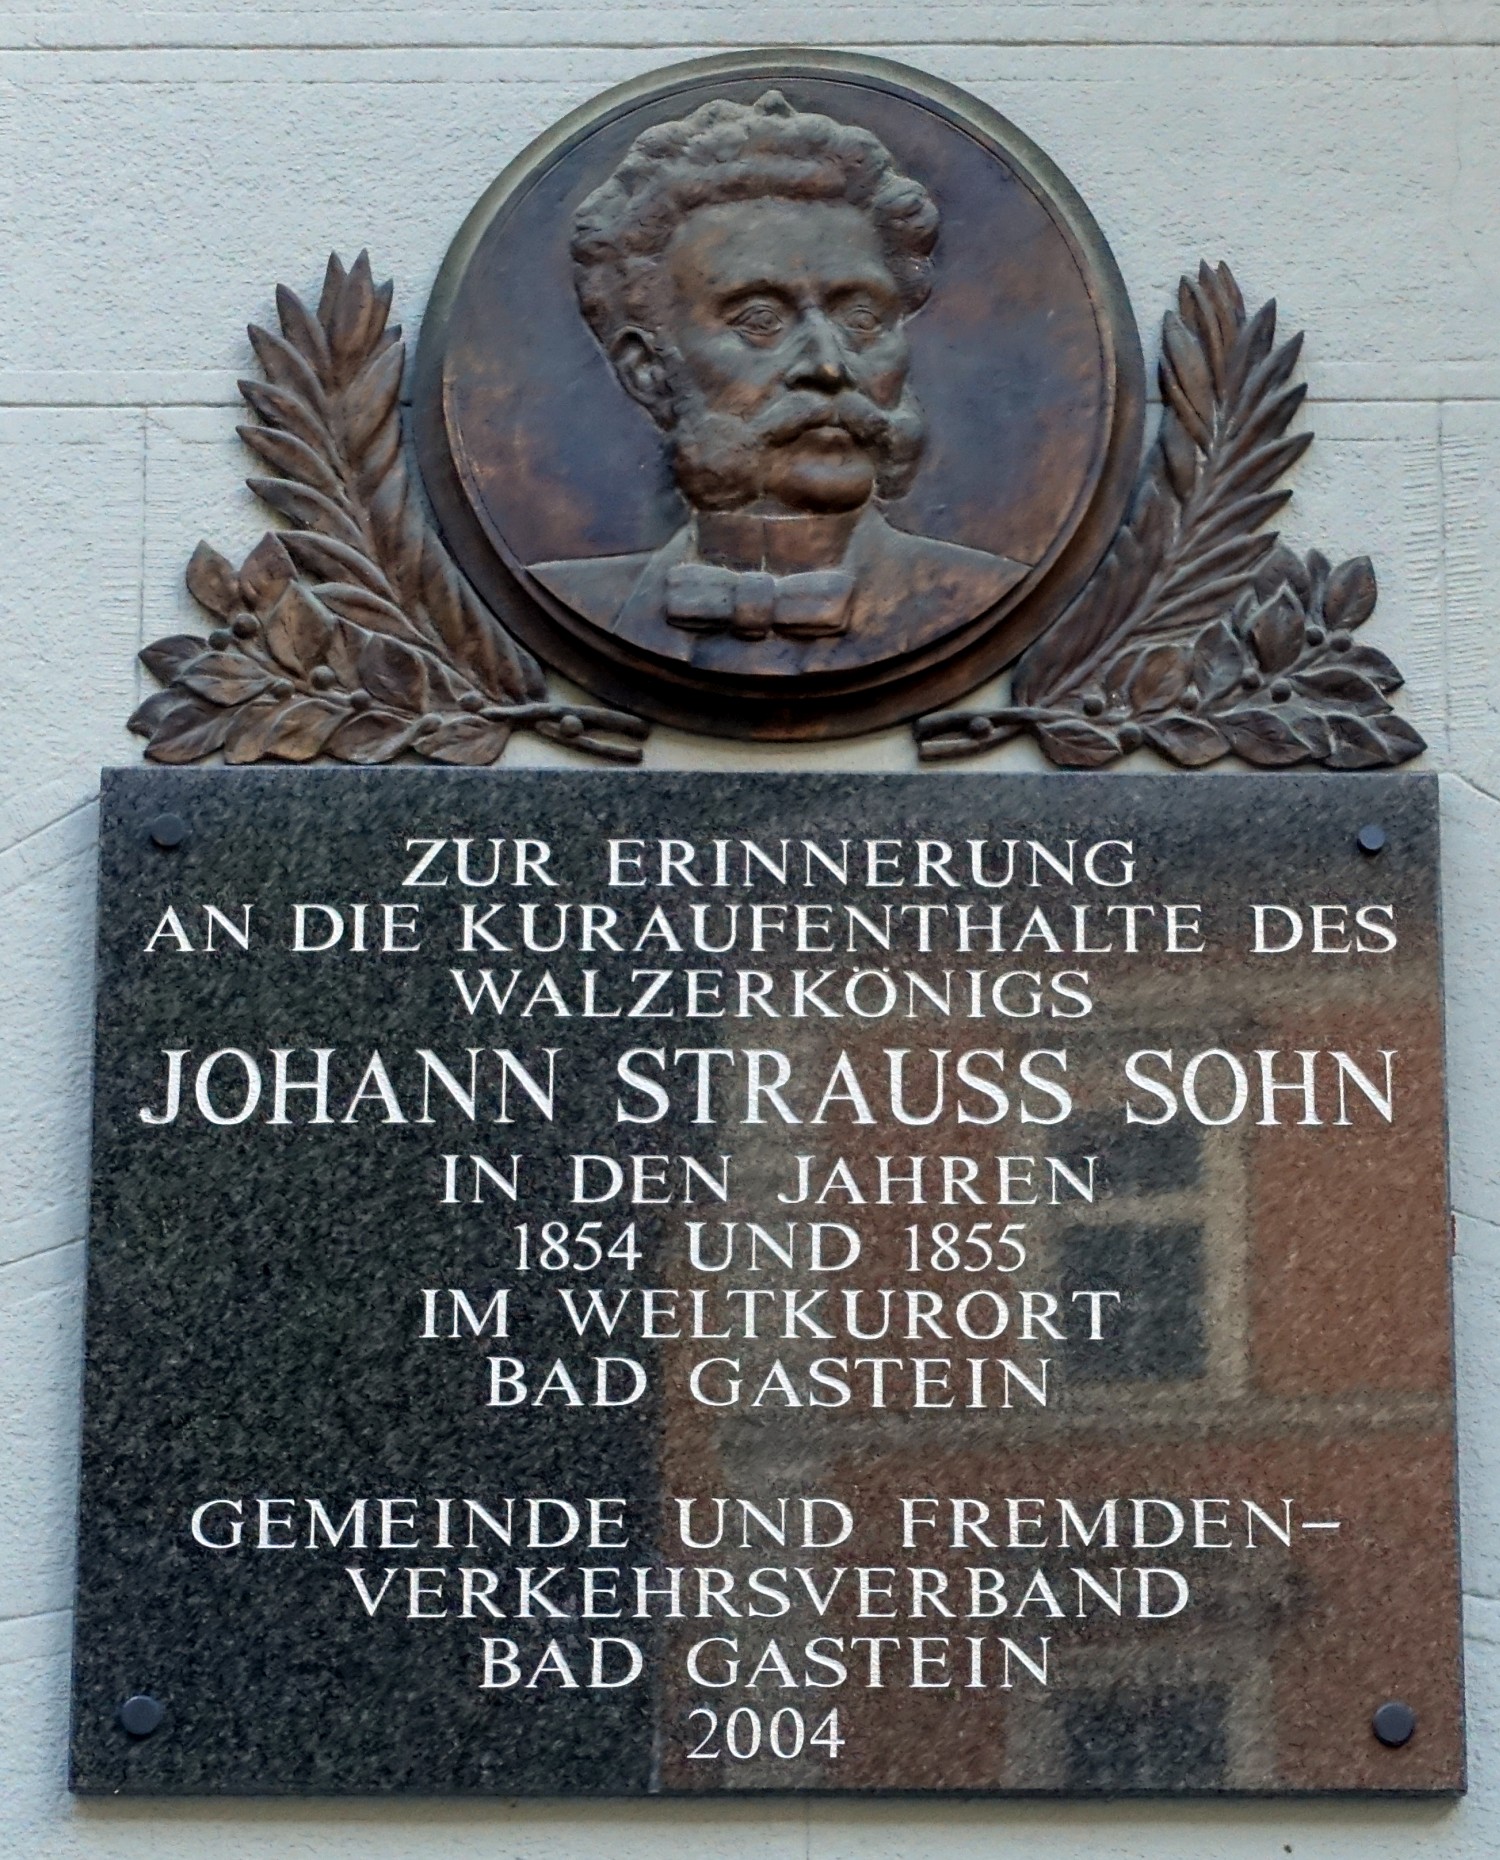 ZUR ERINNERUNG
AN DIE KURAUFENTHALTE DES
WALZERKÖNIGS
JOHANN STRAUSS SOHN
IN DEN JAHREN
1854 UND 1855
IM WELTKURORT
BAD GASTEIN
GEMEINDE UND FREMDEN-
VERKEHRSVERBAND
BAD GASTEIN
2004